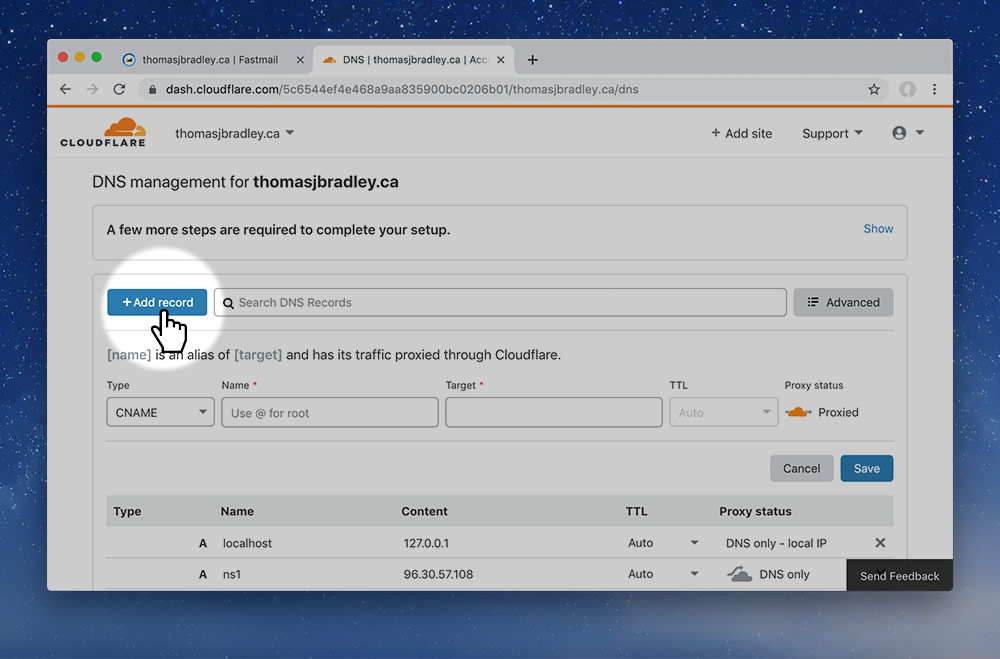 thomasjbradley.ca | Fastmail
DNS | thomasjbradley.ca | Acc
dash.cloudflare.com/5c6544ef4e468a9aa835900bc0206b01/thomasjbradley.ca/dns
CLOUDFLARE
thomasjbradley.ca
+ Add site
Support
DNS management for thomasjbradley.ca
A few more steps are required to complete your setup.
Show
+ Add record
Search DNS Records
Advanced
[name] is an alias of [target] and has its traffic proxied through Cloudflare.
Type Name * Target * TTL Proxy status
CNAME Use @ for root Auto Proxied
Cancel Save
Type Name Content TTL Proxy status
A localhost 127.0.0.1 Auto DNS only - local IP
A ns1 96.30.57.108 Auto DNS only
Send Feedback